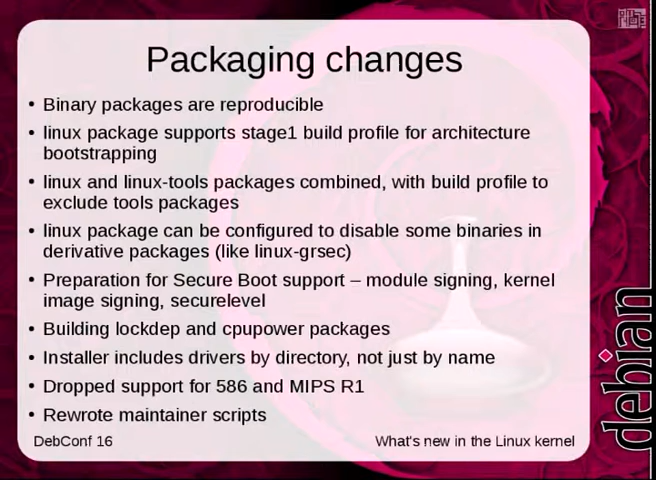 Packaging changes
• Binary packages are reproducible
• linux package supports stage1 build profile for architecture
bootstrapping
• linux and linux-tools packages combined, with build profile to
exclude tools packages
• linux package can be configured to disable some binaries in
derivative packages (like linux-grsec)
• Preparation for Secure Boot support – module signing, kernel
image signing, securelevel
• Building lockdep and cpupower packages
• Installer includes drivers by directory, not just by name
• Dropped support for 586 and MIPS R1
• Rewrote maintainer scripts
DebConf 16
What's new in the Linux kernel
debian